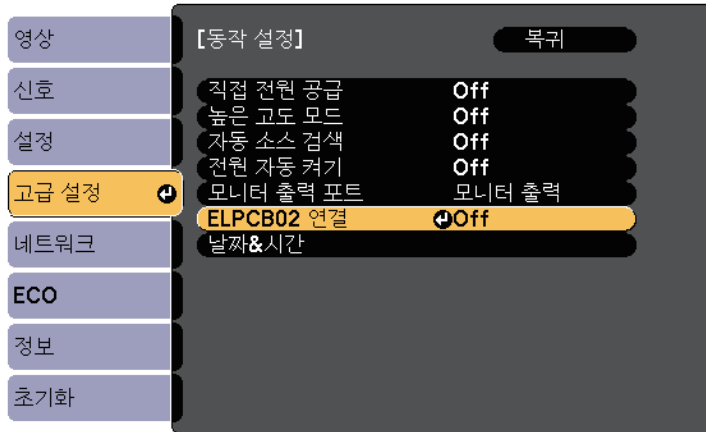 영상
신호
설정
고급 설정
네트워크
ECO
정보
초기화
[동작 설정] 복귀
직접 전원 공급 Off
높은 고도 모드 Off
자동 소스 검색 Off
전원 자동 켜기 Off
모니터 출력 포트 모니터 출력
ELPCB02 연결 Off
날짜&시간